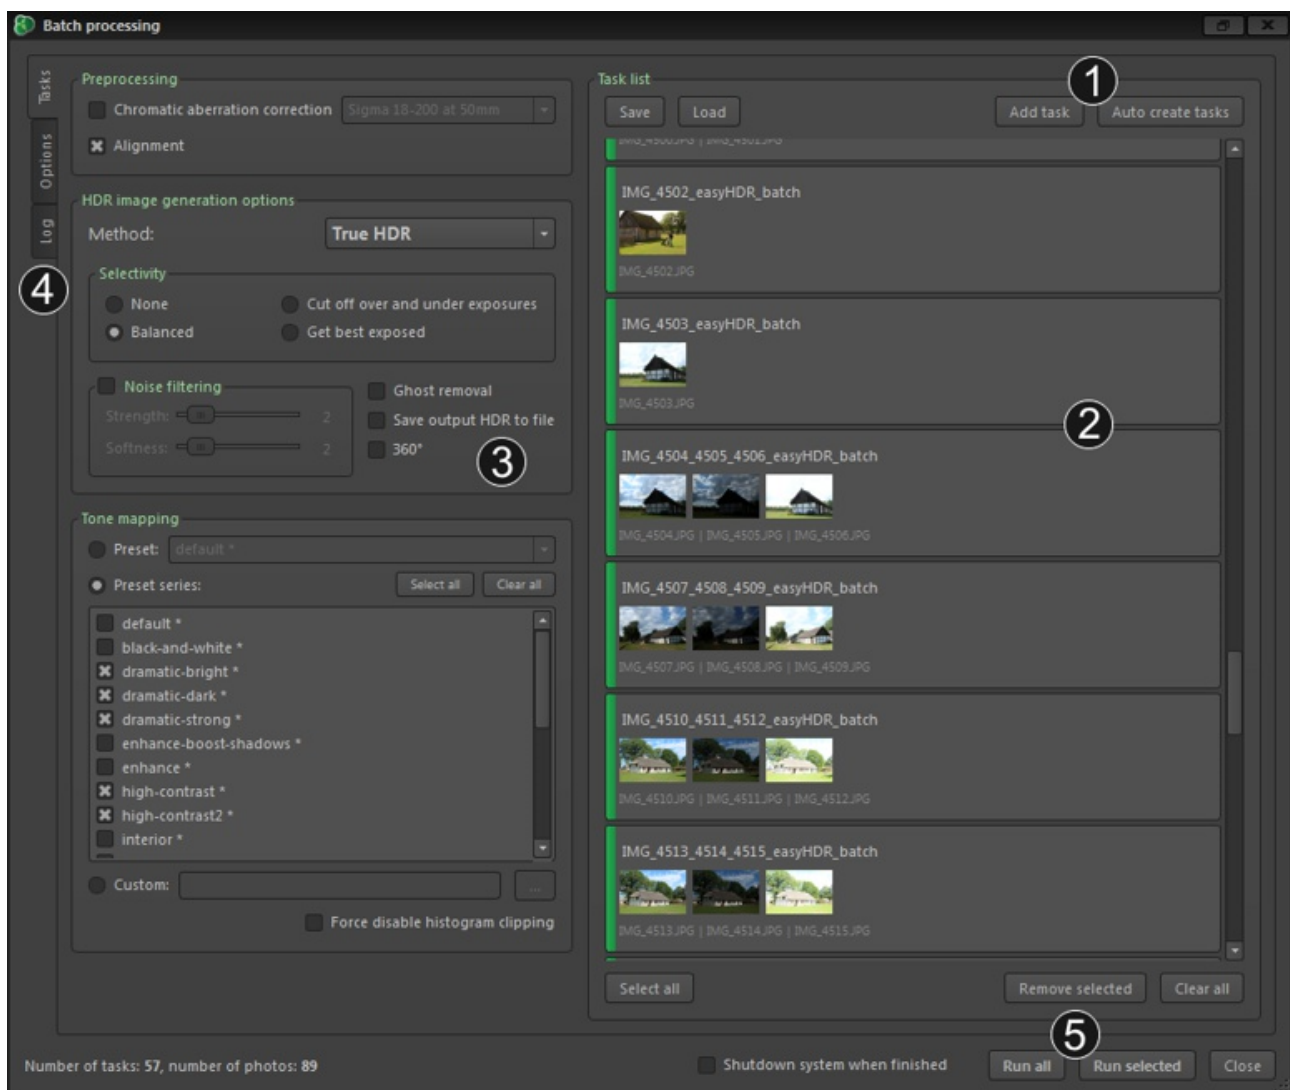 Batch processing
Tasks
Options
Log
Preprocessing
Chromatic aberration correction Sigma 18-200 at 50mm
Alignment
HDR image generation options
Method: True HDR
Selectivity
None Cut off over and under exposures
Balanced Get best exposed
Noise filtering Ghost removal
Strength: 2 Save output HDR to file
Softness: 2 360°
3
4
Tone mapping
Preset: default *
Preset series: Select all Clear all
default *
black-and-white *
dramatic-bright *
dramatic-dark *
dramatic-strong *
enhance-boost-shadows *
enhance *
high-contrast *
high-contrast2 *
interior *
Custom: ...
Force disable histogram clipping
Task list
1
Save Load Add task Auto create tasks
IMG_4500.JPG | IMG_4501.JPG
IMG_4502_easyHDR_batch
IMG_4502.JPG
IMG_4503_easyHDR_batch
IMG_4503.JPG
2
IMG_4504_4505_4506_easyHDR_batch
IMG_4504.JPG | IMG_4505.JPG | IMG_4506.JPG
IMG_4507_4508_4509_easyHDR_batch
IMG_4507.JPG | IMG_4508.JPG | IMG_4509.JPG
IMG_4510_4511_4512_easyHDR_batch
IMG_4510.JPG | IMG_4511.JPG | IMG_4512.JPG
IMG_4513_4514_4515_easyHDR_batch
IMG_4513.JPG | IMG_4514.JPG | IMG_4515.JPG
Select all Remove selected Clear all
5
Number of tasks: 57, number of photos: 89 Shutdown system when finished Run all Run selected Close